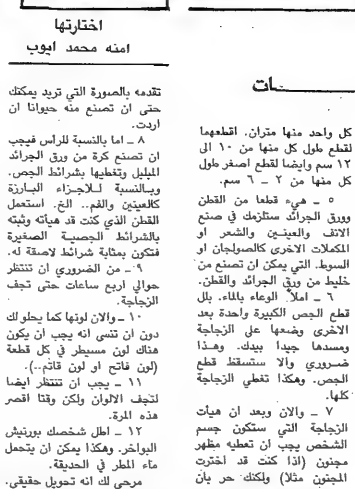 ـــــــــات
كل واحد منها متران. اقطعهما
لقطع طول كل منها من ١٠ الى
١٢ سم وايضا لقطع اصغر طول
كل منها من ٢ ــ ٦ سم.
٥ ــ هيء قطعا من القطن
وورق الجرائد ستلزمك في صنع
الانف والعينين والشعر او
المكملات الاخرى كالصولجان او
السوط. التي يمكن ان تصنع من
خليط من ورق الجرائد والقطن.
٦ ــ املأ. الوعاء بالماء. بلل
قطع الجص الكبيرة واحدة بعد
الاخرى وضعها على الزجاجة
ومسدها جيدا بيدك. وهذا
ضروري والا ستسقط قطع
الجص. وهكذا تغطي الزجاجة
كلها.
٧ ــ والان وبعد ان هيأت
الزجاجة التي ستكون جسم
الشخص يجب ان تعطيه مظهر
مجنون (اذا كنت قد اخترت
المجنون مثلا) ولكنك حر بأن
اختارتها
امنه محمد ايوب
تقدمه بالصورة التي تريد يمكنك
حتى ان تصنع منه حيوانا ان
اردت.
٨ ــ اما بالنسبة للرأس فيجب
ان تصنع كرة من ورق الجرائد
المبلل وتغطيها بشرائط الجص.
وبالنسبة للاجزاء البارزة
كالعينين والفم.. الخ. استعمل
القطن الذي كنت قد هيأته وثبته
بالشرائط الجصية الصغيرة
فتكون بمثابة شرائط لاصقة له.
٩ ــ من الضروري ان تنتظر
حوالي اربع ساعات حتى تجف
الزجاجة.
١٠ ــ والان لونها كما يحلو لك
دون ان تنسى انه يجب ان يكون
هناك لون مسيطر في كل قطعة
(لون فاتح او لون قاتم..).
١١ ــ يجب ان تنتظر ايضا
لتجف الالوان ولكن وقتا اقصر
هذه المرة.
١٢ ــ اطل شخصك بورنيش
البواخر. وهكذا يمكن ان يتحمل
ماء المطر في الحديقة.
مرحى لك انه تحويل حقيقي.